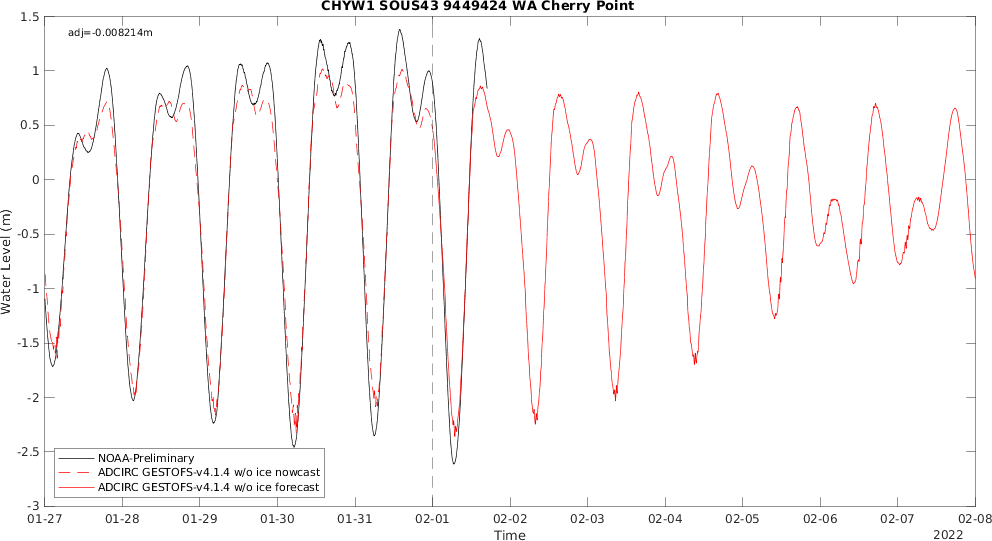 CHYW1 SOUS43 9449424 WA Cherry Point
adj=-0.008214m
1.5
1
0.5
0
-0.5
-1
-1.5
-2
-2.5
-3
Water Level (m)
NOAA-Preliminary
ADCIRC GESTOFS-v4.1.4 w/o ice nowcast
ADCIRC GESTOFS-v4.1.4 w/o ice forecast
01-27 01-28 01-29 01-30 01-31 02-01 02-02 02-03 02-04 02-05 02-06 02-07 02-08
Time
2022